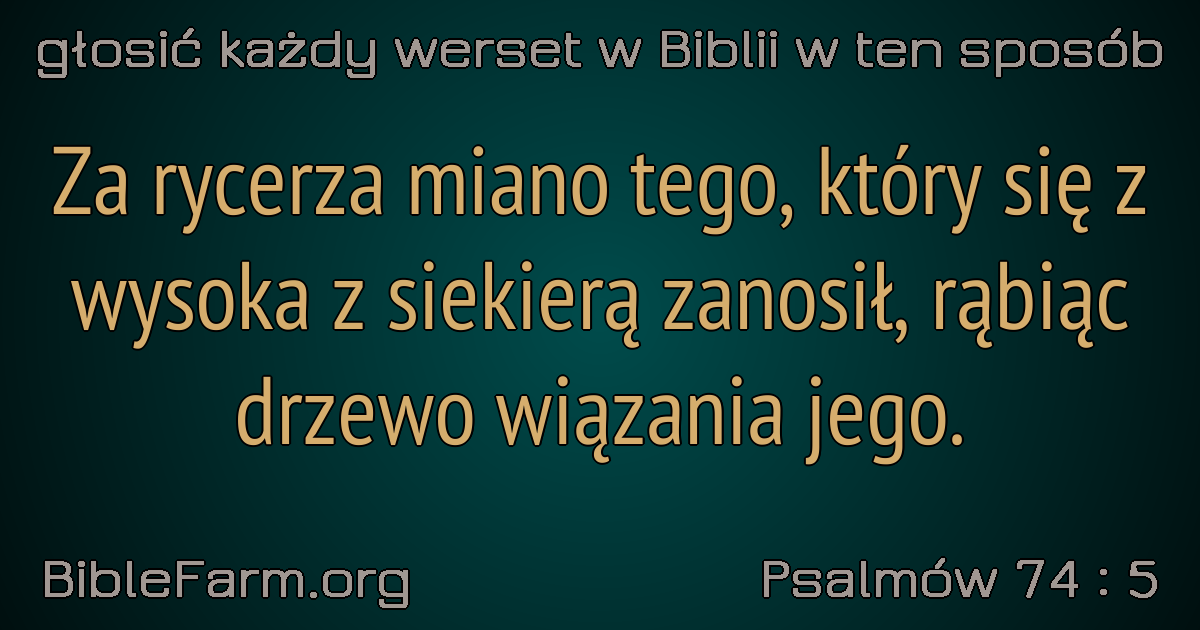 głosić każdy werset w Biblii w ten sposób
Za rycerza miano tego, który się z
wysoka z siekierą zanosił, rąbiąc
drzewo wiązania jego.
BibleFarm.org
Psalmów 74 : 5